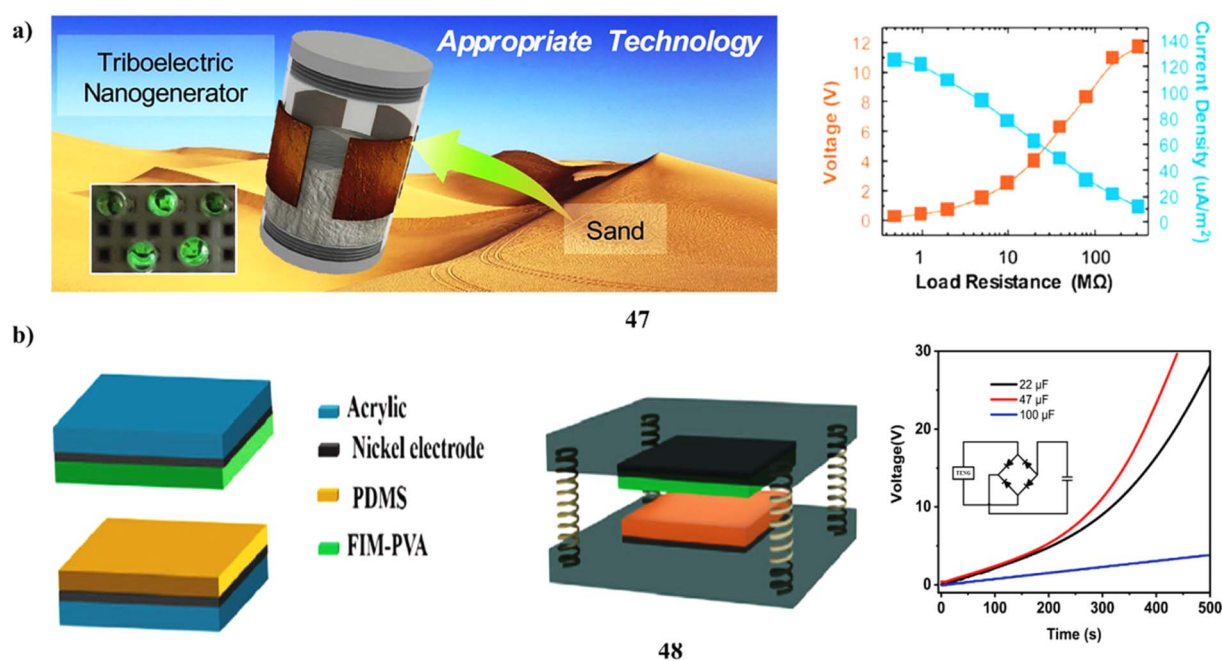 a)
Appropriate Technology
Triboelectric
Nanogenerator
Sand
Voltage (V)
12
10
8
6
4
2
0
140
120
100
80
60
40
20
0
Current Density (uA/m²)
1
10
100
Load Resistance (MΩ)
47
b)
Acrylic
Nickel electrode
PDMS
FIM-PVA
48
Voltage(V)
30
20
10
0
22 µF
47 µF
100 µF
TENG
0
100
200
300
400
500
Time (s)